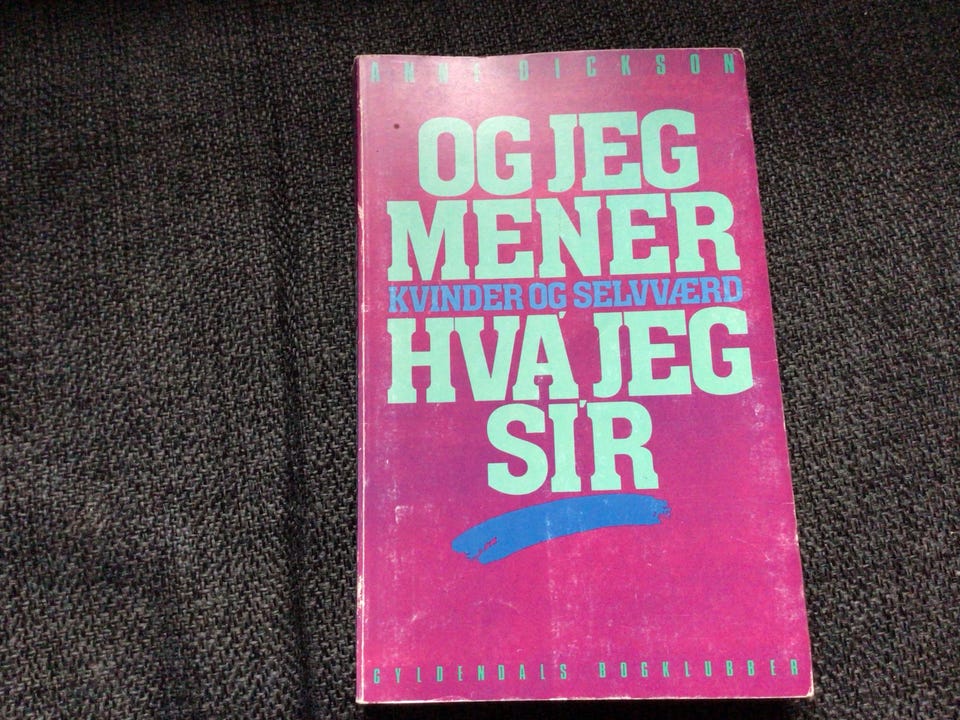 ANNE DICKSON
OG JEG
MENER
KVINDER OG SELVVÆRD
HVA' JEG
SI'R
GYLDENDALS BOGKLUBBER